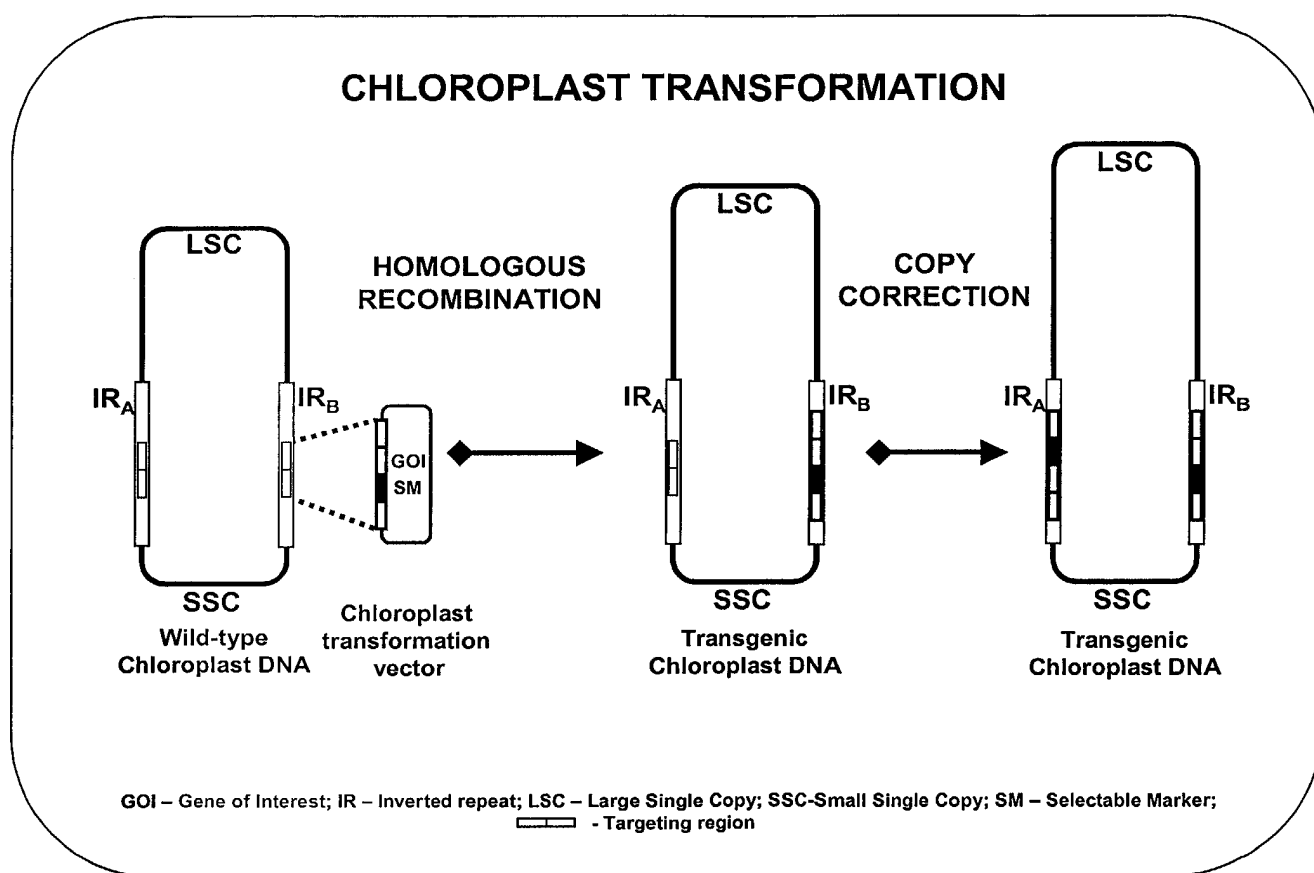 CHLOROPLAST TRANSFORMATION
LSC
HOMOLOGOUS
RECOMBINATION
IRA
IRB
GOI
SM
SSC
Wild-type
Chloroplast DNA
Chloroplast
transformation
vector
LSC
COPY
CORRECTION
IRA
IRB
SSC
Transgenic
Chloroplast DNA
LSC
IRA
IRB
SSC
Transgenic
Chloroplast DNA
GOI – Gene of Interest; IR – Inverted repeat; LSC – Large Single Copy; SSC-Small Single Copy; SM – Selectable Marker;
- Targeting region